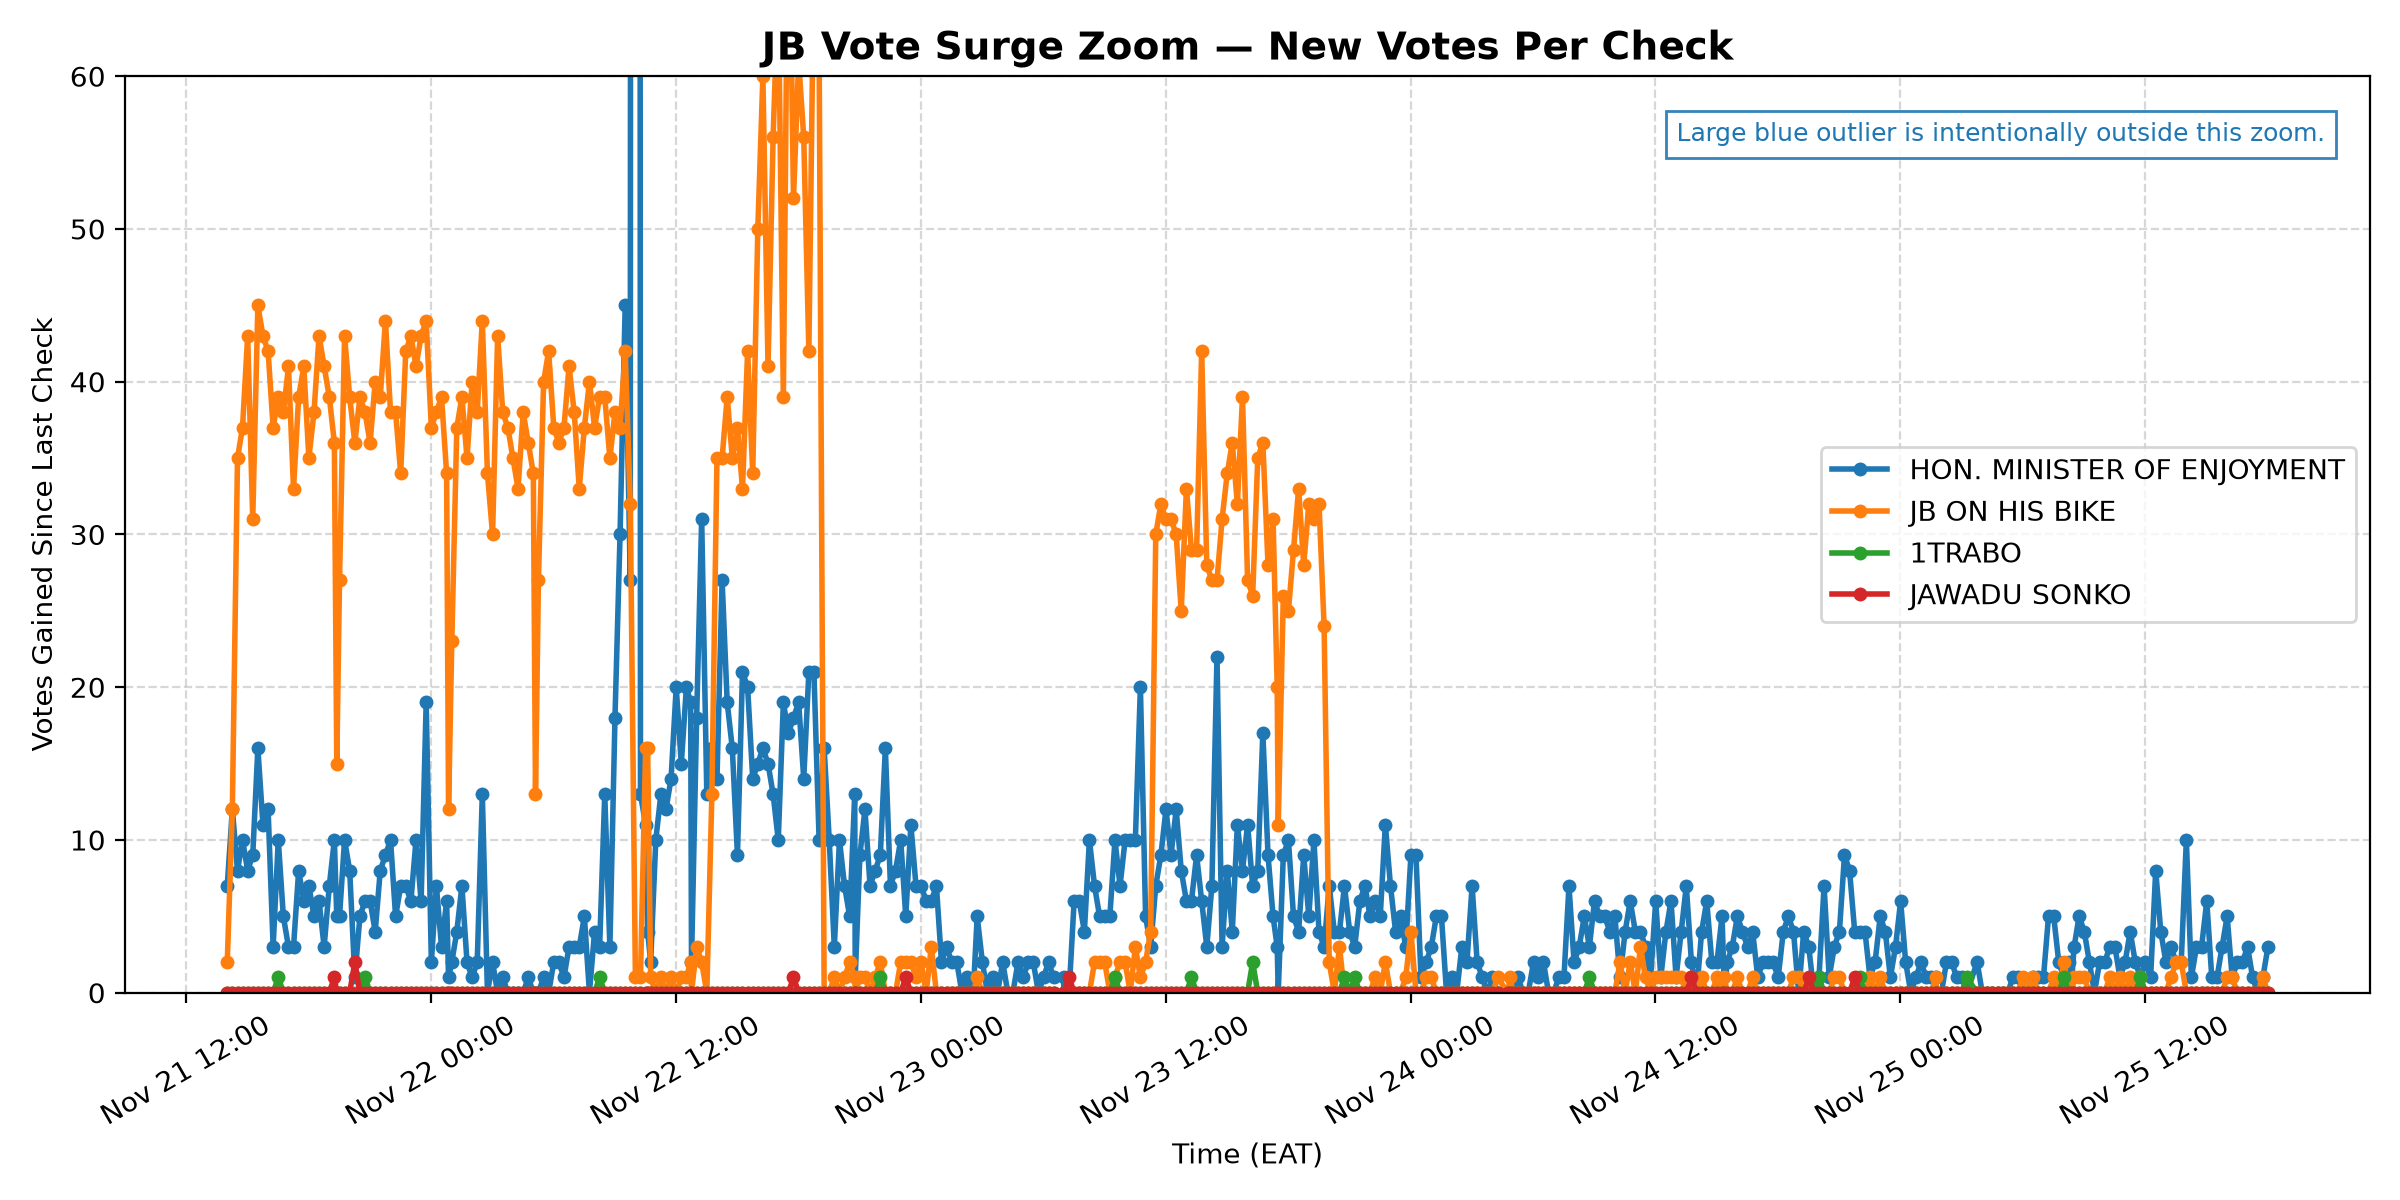 JB Vote Surge Zoom — New Votes Per Check
60
50
40
30
20
10
0
Votes Gained Since Last Check
Large blue outlier is intentionally outside this zoom.
HON. MINISTER OF ENJOYMENT
JB ON HIS BIKE
1TRABO
JAWADU SONKO
Nov 21 12:00
Nov 22 00:00
Nov 22 12:00
Nov 23 00:00
Nov 23 12:00
Nov 24 00:00
Nov 24 12:00
Nov 25 00:00
Nov 25 12:00
Time (EAT)